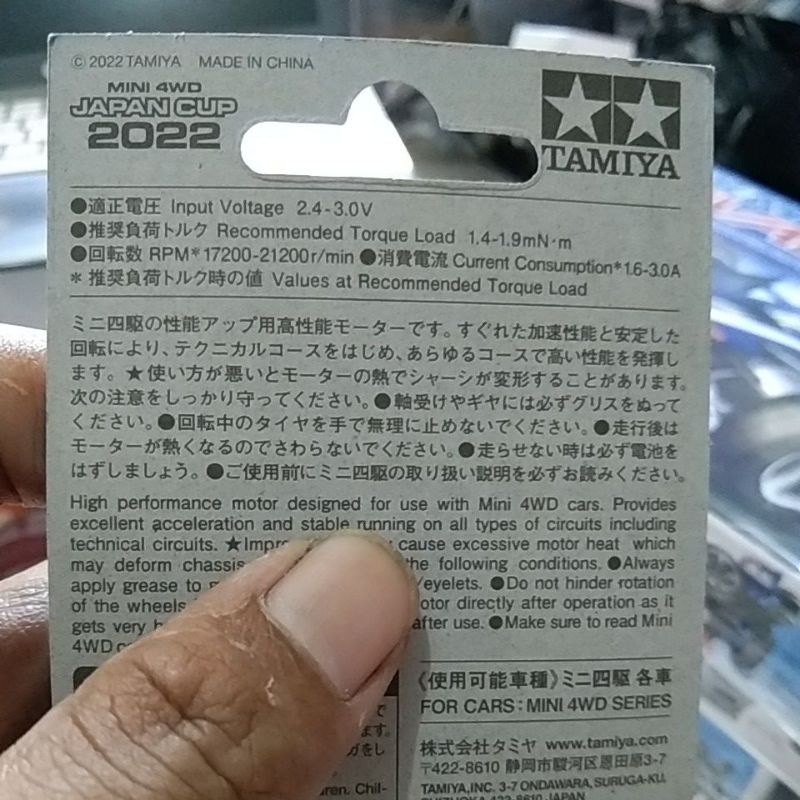 © 2022 TAMIYA MADE IN CHINA
MINI 4WD
JAPAN CUP
2022
TAMIYA
●適正電圧 Input Voltage 2.4-3.0V
●推奨負荷トルク Recommended Torque Load 1.4-1.9mN·m
●回転数 RPM*17200-21200r/min ●消費電流 Current Consumption*1.6-3.0A
* 推奨負荷トルク時の値 Values at Recommended Torque Load
ミニ四駆の性能アップ用高性能モーターです。すぐれた加速性能と安定した
回転により、テクニカルコースをはじめ、あらゆるコースで高い性能を発揮し
ます。★使い方が悪いとモーターの熱でシャーシが変形することがあります。
次の注意をしっかり守ってください。●軸受けやギヤには必ずグリスをぬって
ください。●回転中のタイヤを手で無理に止めないでください。●走行後は
モーターが熱くなるのでさわらないでください。●走らせない時は必ず電池を
はずしましょう。●ご使用前にミニ四駆の取り扱い説明を必ずお読みください。
High performance motor designed for use with Mini 4WD cars. Provides
excellent acceleration and stable running on all types of circuits including
technical circuits. ★ cause excessive motor heat which
may deform chassis the following conditions. ●Always
apply grease to /eyelets. ●Do not hinder rotation
of the wheels directly after operation as it
gets very after use. ●Make sure to read Mini
4WD
《使用可能車種》ミニ四駆 各車
FOR CARS : MINI 4WD SERIES
株式会社タミヤ www.tamiya.com
〒422-8610 静岡市駿河区恩田原3-7
TAMIYA, INC. 3-7 ONDAWARA, SURUGA-KU,
SHIZUOKA 422-8610 JAPAN